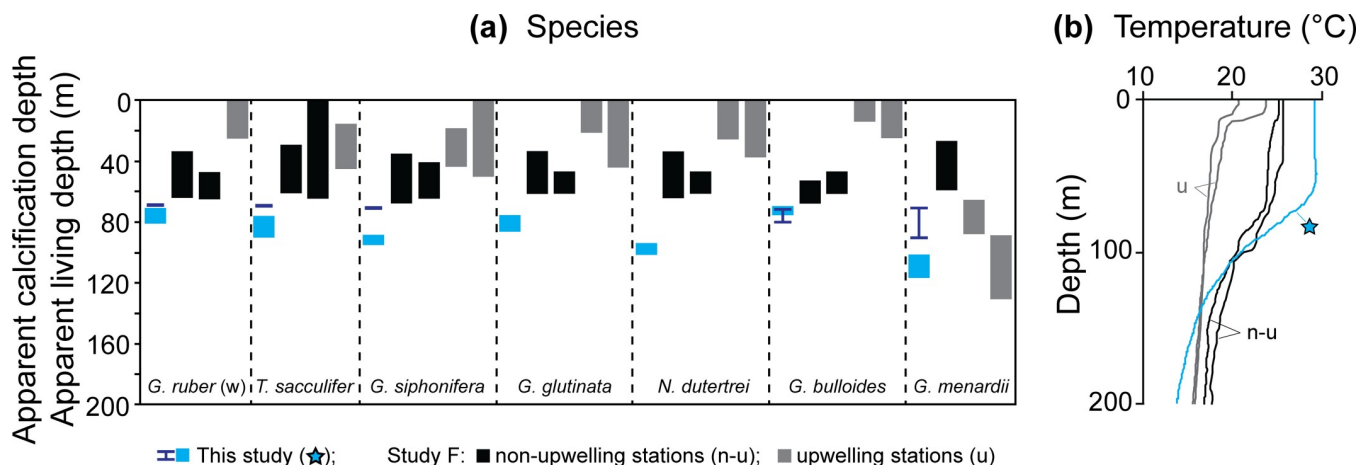 (a) Species
(b) Temperature (°C)
Apparent calcification depth
Apparent living depth (m)
0
40
80
120
160
200
G. ruber (w)
T. sacculifer
G. siphonifera
G. glutinata
N. dutertrei
G. bulloides
G. menardii
This study ( ); Study F: non-upwelling stations (n-u); upwelling stations (u)
10 20 30
Depth (m)
0
100
200
u
n-u